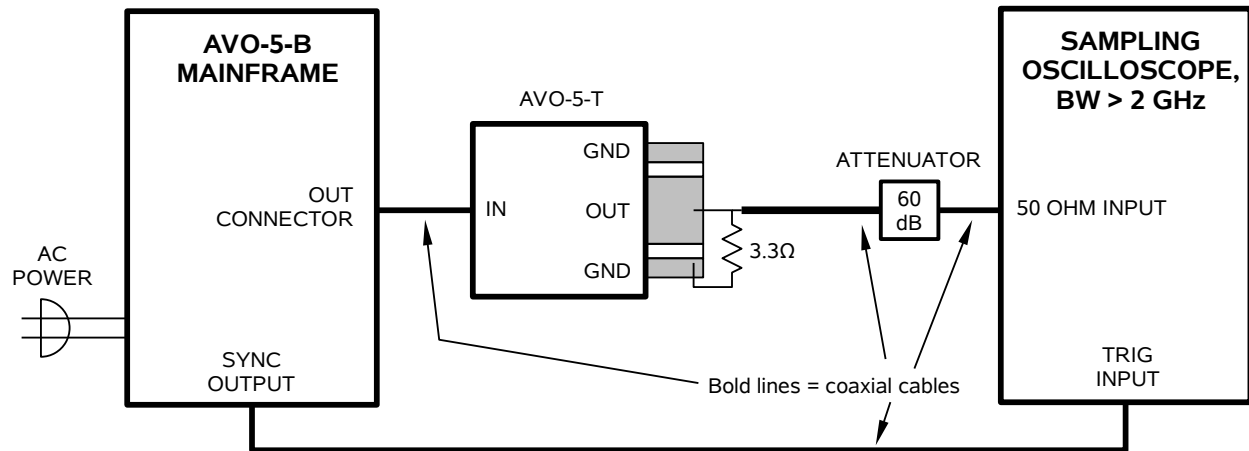 AVO-5-B
MAINFRAME
OUT
CONNECTOR
AC
POWER
SYNC
OUTPUT
AVO-5-T
IN
GND
OUT
GND
3.3Ω
ATTENUATOR
60
dB
SAMPLING
OSCILLOSCOPE,
BW > 2 GHz
50 OHM INPUT
TRIG
INPUT
Bold lines = coaxial cables